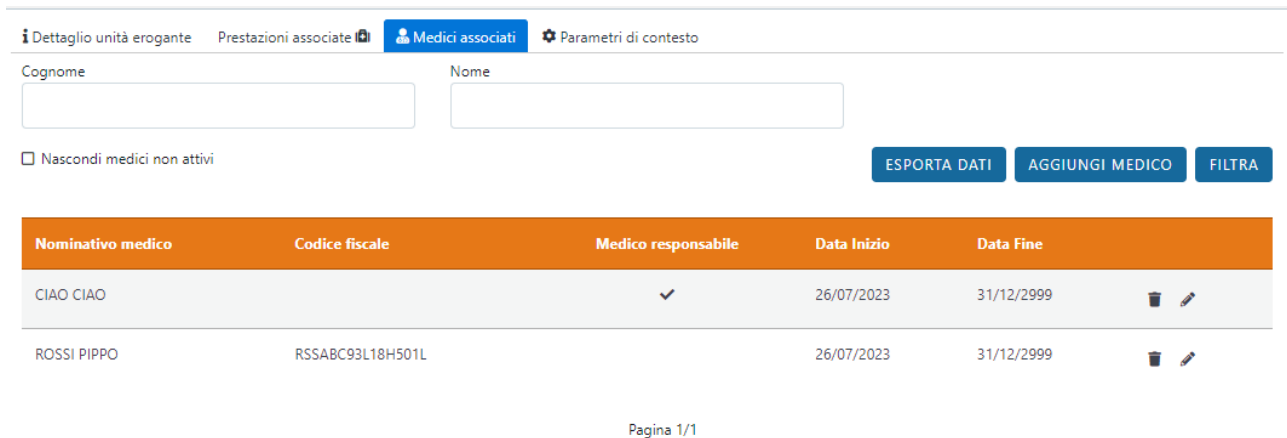 Dettaglio unità erogante Prestazioni associate Medici associati Parametri di contesto
Cognome Nome
Nascondi medici non attivi
ESPORTA DATI AGGIUNGI MEDICO FILTRA
Nominativo medico Codice fiscale Medico responsabile Data Inizio Data Fine
CIAO CIAO 26/07/2023 31/12/2999
ROSSI PIPPO RSSABC93L18H501L 26/07/2023 31/12/2999
Pagina 1/1